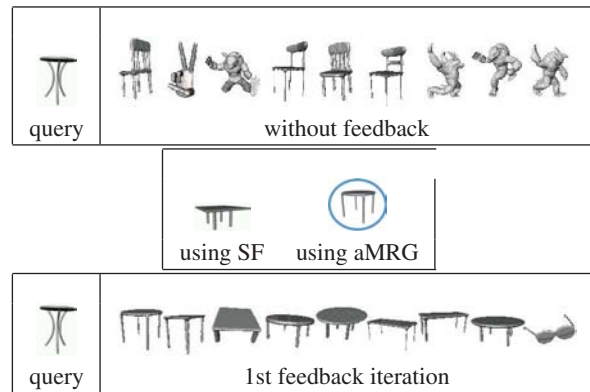 query without feedback
using SF using aMRG
query 1st feedback iteration